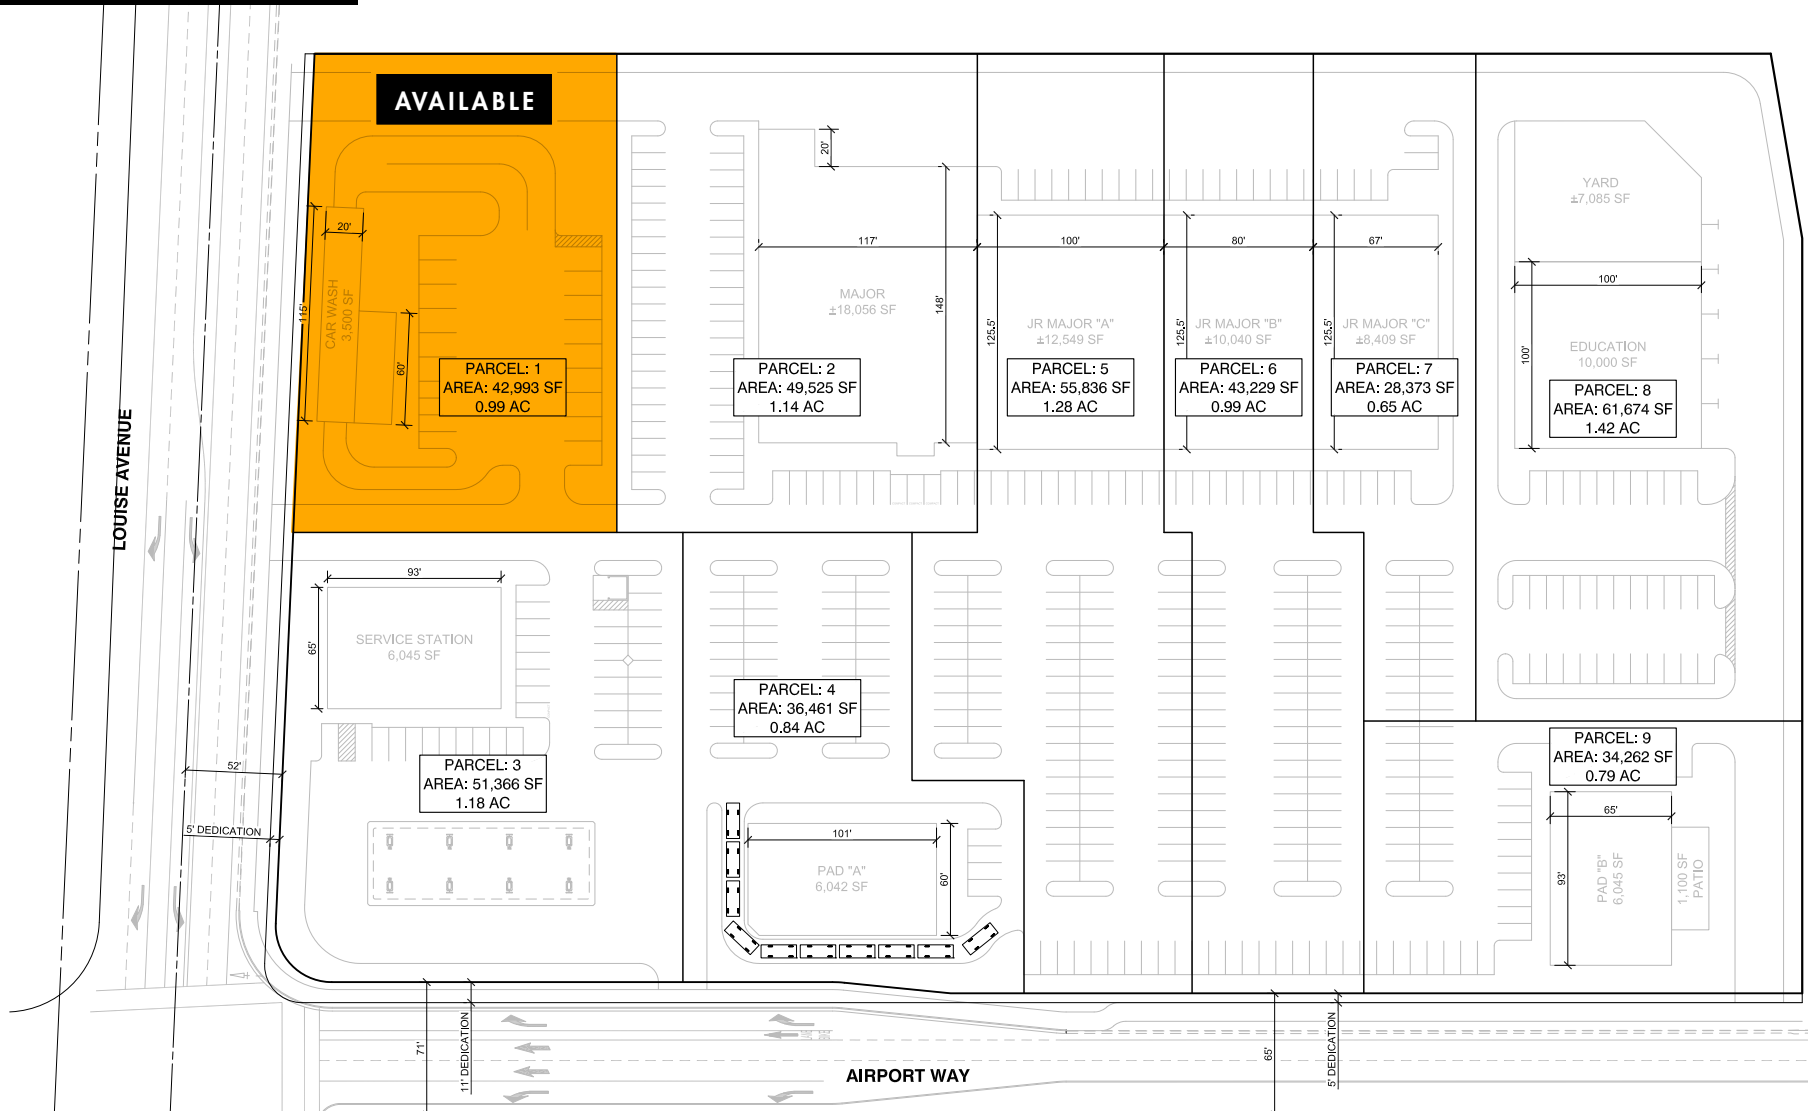 AVAILABLE
20'
115'
CAR WASH
3,500 SF
60'
PARCEL: 1
AREA: 42,993 SF
0.99 AC
20'
117'
148'
MAJOR
±18,056 SF
PARCEL: 2
AREA: 49,525 SF
1.14 AC
100'
125.5'
JR MAJOR "A"
±12,549 SF
PARCEL: 5
AREA: 55,836 SF
1.28 AC
80'
125.5'
JR MAJOR "B"
±10,040 SF
PARCEL: 6
AREA: 43,229 SF
0.99 AC
67'
125.5'
JR MAJOR "C"
±8,409 SF
PARCEL: 7
AREA: 28,373 SF
0.65 AC
YARD
±7,085 SF
100'
100'
EDUCATION
10,000 SF
PARCEL: 8
AREA: 61,674 SF
1.42 AC
LOUISE AVENUE
93'
65'
SERVICE STATION
6,045 SF
PARCEL: 3
AREA: 51,366 SF
1.18 AC
52'
5' DEDICATION
PARCEL: 4
AREA: 36,461 SF
0.84 AC
101'
60'
PAD "A"
6,042 SF
PARCEL: 9
AREA: 34,262 SF
0.79 AC
65'
93'
PAD "B"
6,045 SF
1,100 SF
PATIO
71'
11' DEDICATION
65'
5' DEDICATION
AIRPORT WAY